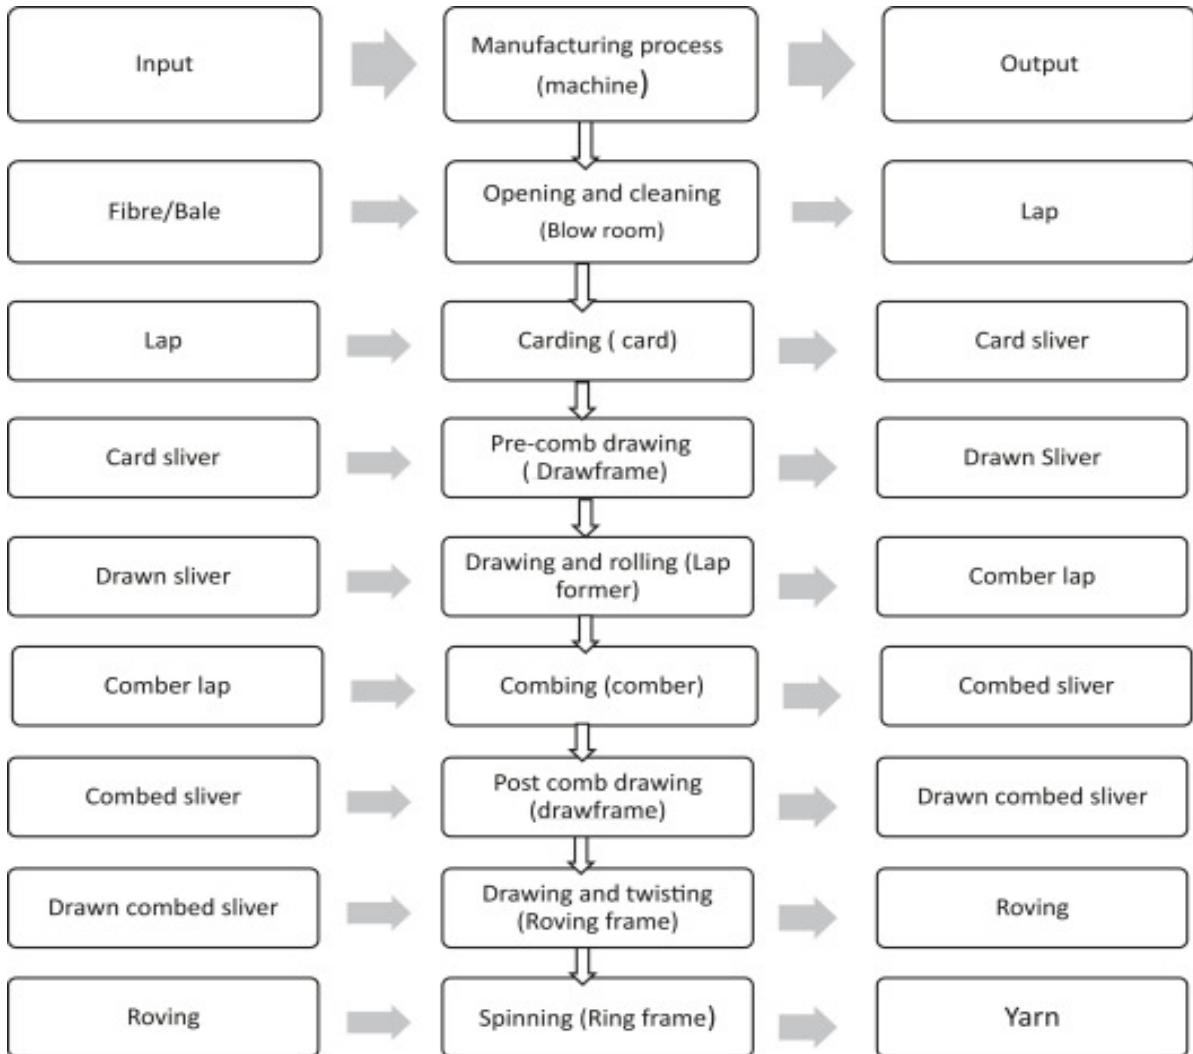 Input
Manufacturing process
(machine)
Output
Fibre/Bale
Opening and cleaning
(Blow room)
Lap
Lap
Carding ( card)
Card sliver
Card sliver
Pre-comb drawing
( Drawframe)
Drawn Sliver
Drawn sliver
Drawing and rolling (Lap
former)
Comber lap
Comber lap
Combing (comber)
Combed sliver
Combed sliver
Post comb drawing
(drawframe)
Drawn combed sliver
Drawn combed sliver
Drawing and twisting
(Roving frame)
Roving
Roving
Spinning (Ring frame)
Yarn